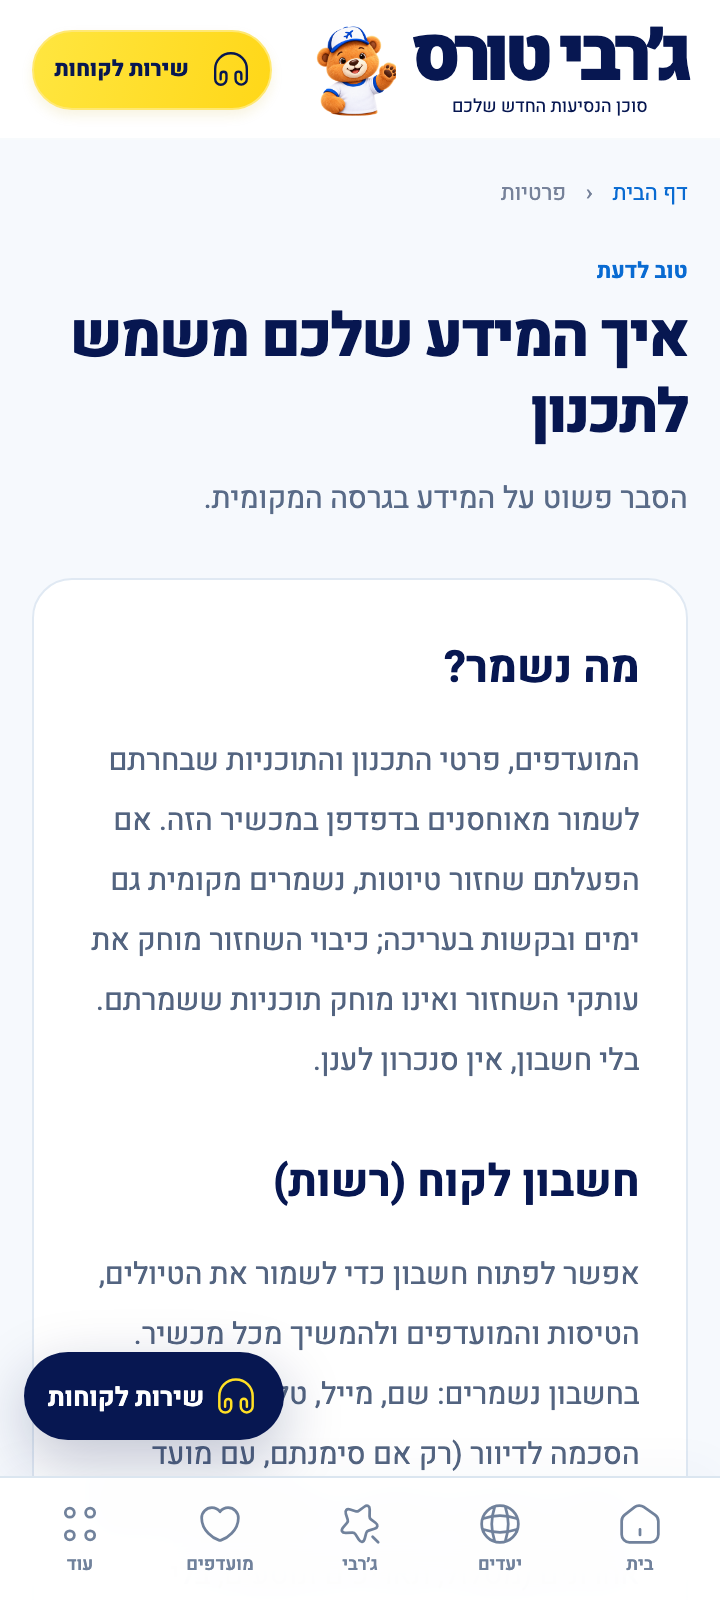 ג'רבי טורס
סוכן הנסיעות החדש שלכם
שירות לקוחות
דף הבית › פרטיות
טוב לדעת
איך המידע שלכם משמש
לתכנון
הסבר פשוט על המידע בגרסה המקומית.
מה נשמר?
המועדפים, פרטי התכנון והתוכניות שבחרתם
לשמור מאוחסנים בדפדפן במכשיר הזה. אם
הפעלתם שחזור טיוטות, נשמרים מקומית גם
ימים ובקשות בעריכה; כיבוי השחזור מוחק את
עותקי השחזור ואינו מוחק תוכניות ששמרתם.
בלי חשבון, אין סנכרון לענן.
חשבון לקוח (רשות)
אפשר לפתוח חשבון כדי לשמור את הטיולים,
הטיסות והמועדפים ולהמשיך מכל מכשיר.
בחשבון נשמרים: שם, מייל,
הסכמה לדיוור (רק אם סימנתם, עם מועד
שירות לקוחות
בית
יעדים
ג'רבי
מועדפים
עוד